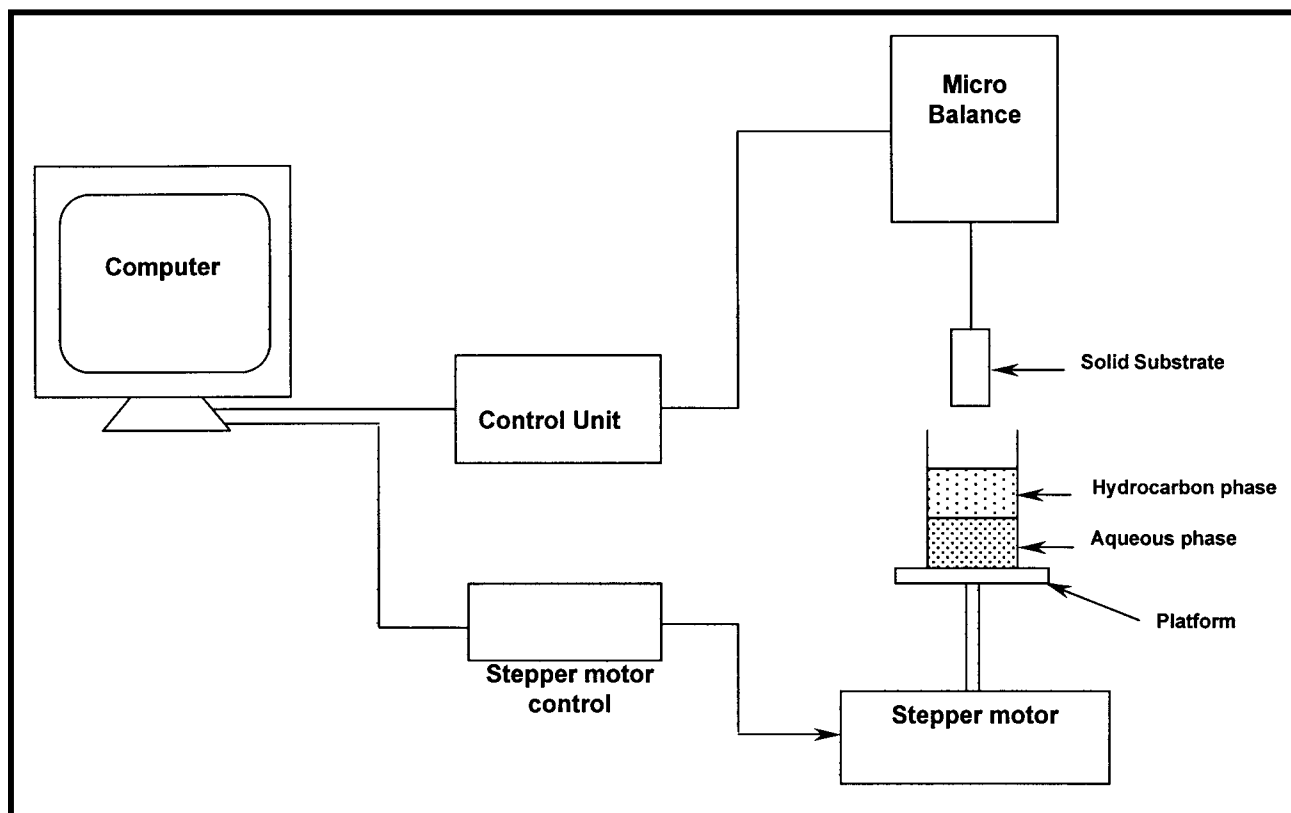 Micro
Balance
Computer
Solid Substrate
Control Unit
Hydrocarbon phase
Aqueous phase
Platform
Stepper motor
control
Stepper motor